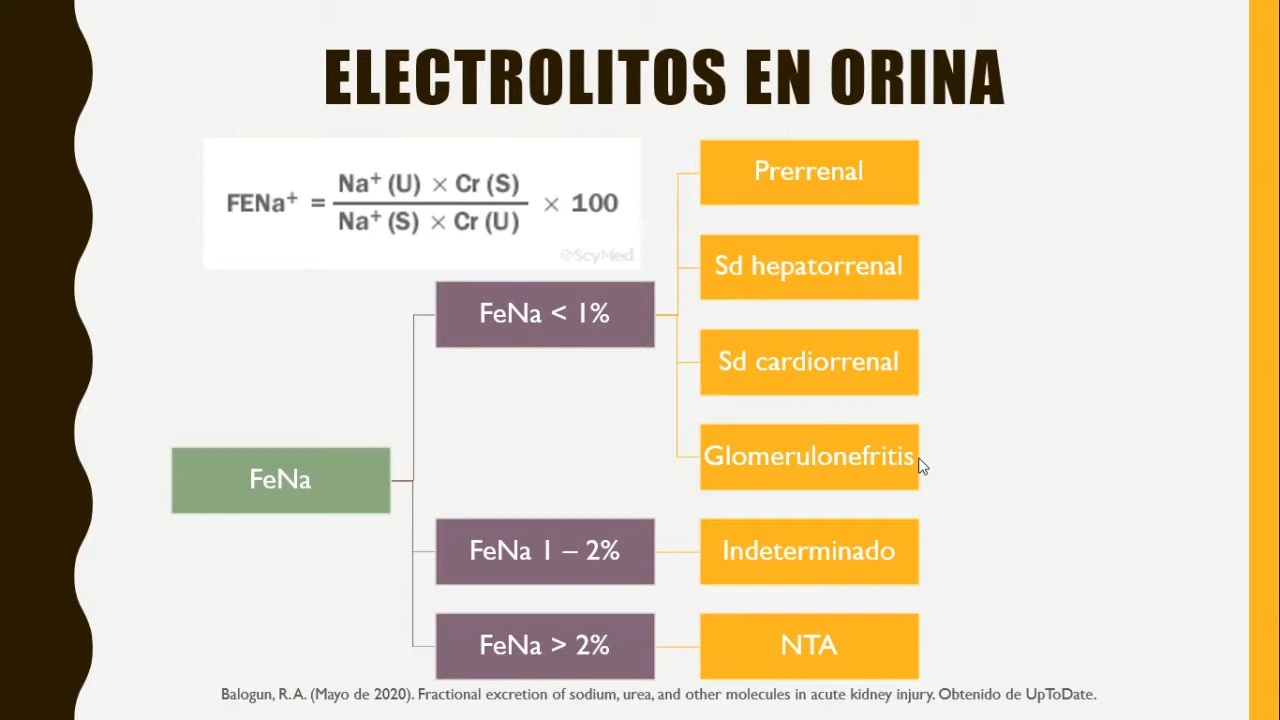 ELECTROLITOS EN ORINA
FENa⁺ = Na⁺ (U) × Cr (S) / Na⁺ (S) × Cr (U) × 100
©ScyMed
Prerrenal
Sd hepatorrenal
FeNa < 1%
Sd cardiorrenal
Glomerulonefritis
FeNa
FeNa 1 – 2%
Indeterminado
FeNa > 2%
NTA
Balogun, R. A. (Mayo de 2020). Fractional excretion of sodium, urea, and other molecules in acute kidney injury. Obtenido de UpToDate.